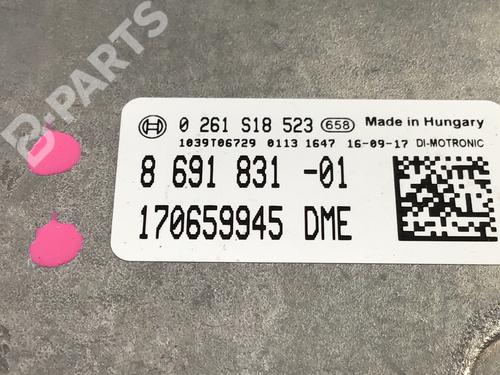 B-PARTS
0 261 S18 523 658 Made in Hungary
1039T06729 0113 1647 16-09-17 DI-MOTRONIC
8 691 831 -01
170659945 DME